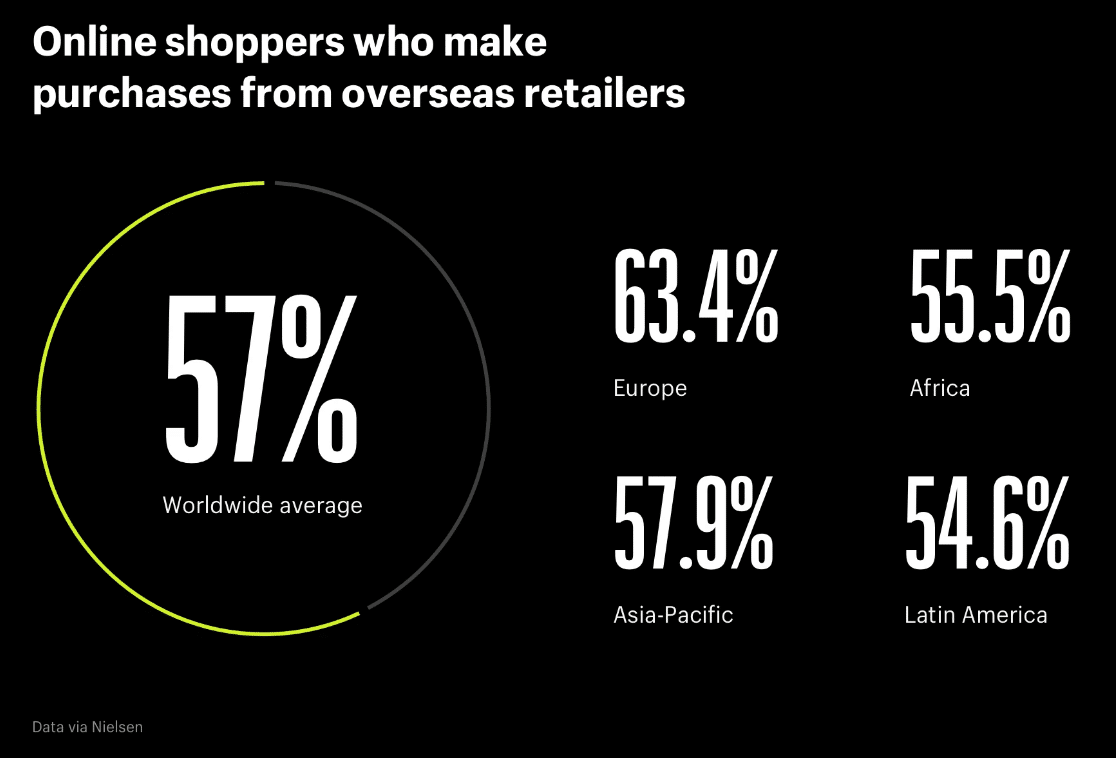 Online shoppers who make
purchases from overseas retailers
57%
Worldwide average
63.4%
Europe
55.5%
Africa
57.9%
Asia-Pacific
54.6%
Latin America
Data via Nielsen